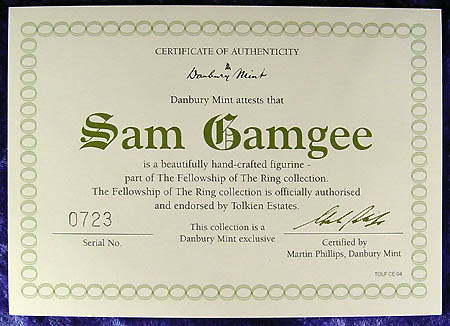 CERTIFICATE OF AUTHENTICITY
Danbury Mint
Danbury Mint attests that
Sam Gamgee
is a beautifully hand-crafted figurine -
part of The Fellowship of The Ring collection.
The Fellowship of The Ring collection is officially authorised
and endorsed by Tolkien Estates.
0723
Serial No.
This collection is a
Danbury Mint exclusive
Certified by
Martin Phillips, Danbury Mint
TOLF CE 04